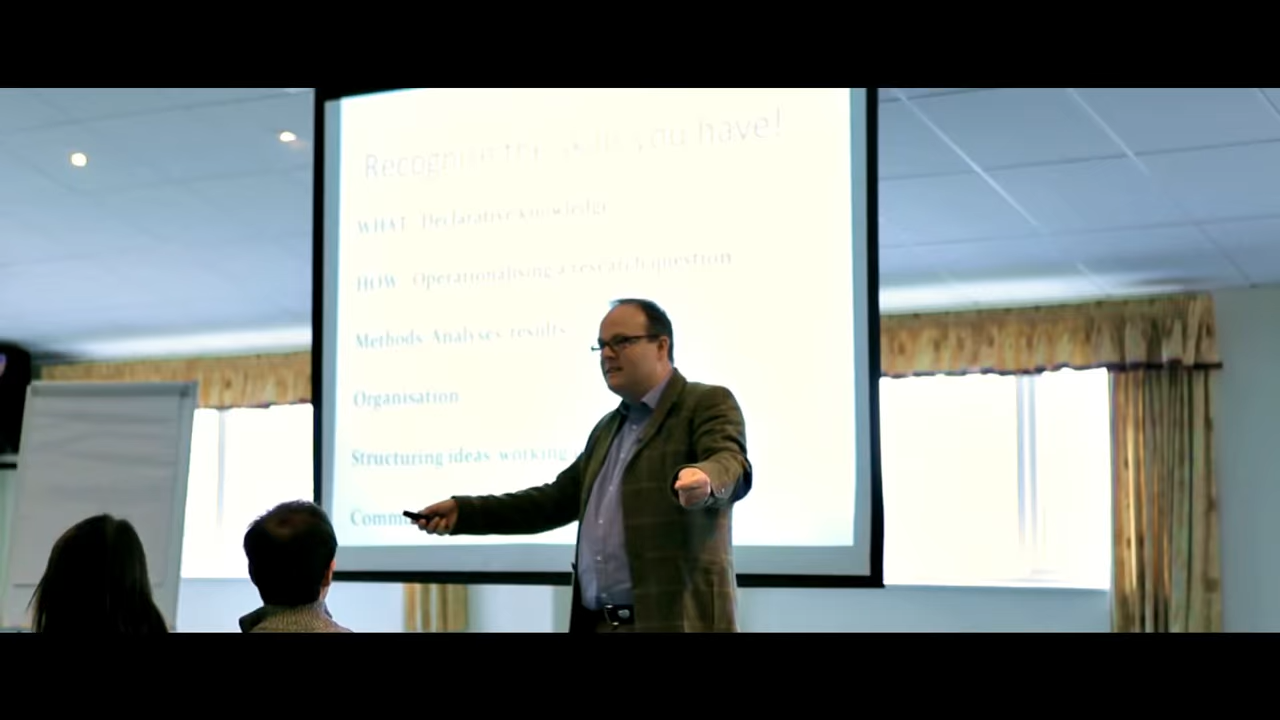 Recognise the skills you have!
WHAT Declarative knowledge
HOW Operationalising a research question
Methods Analyses results
Organisation
Structuring ideas working